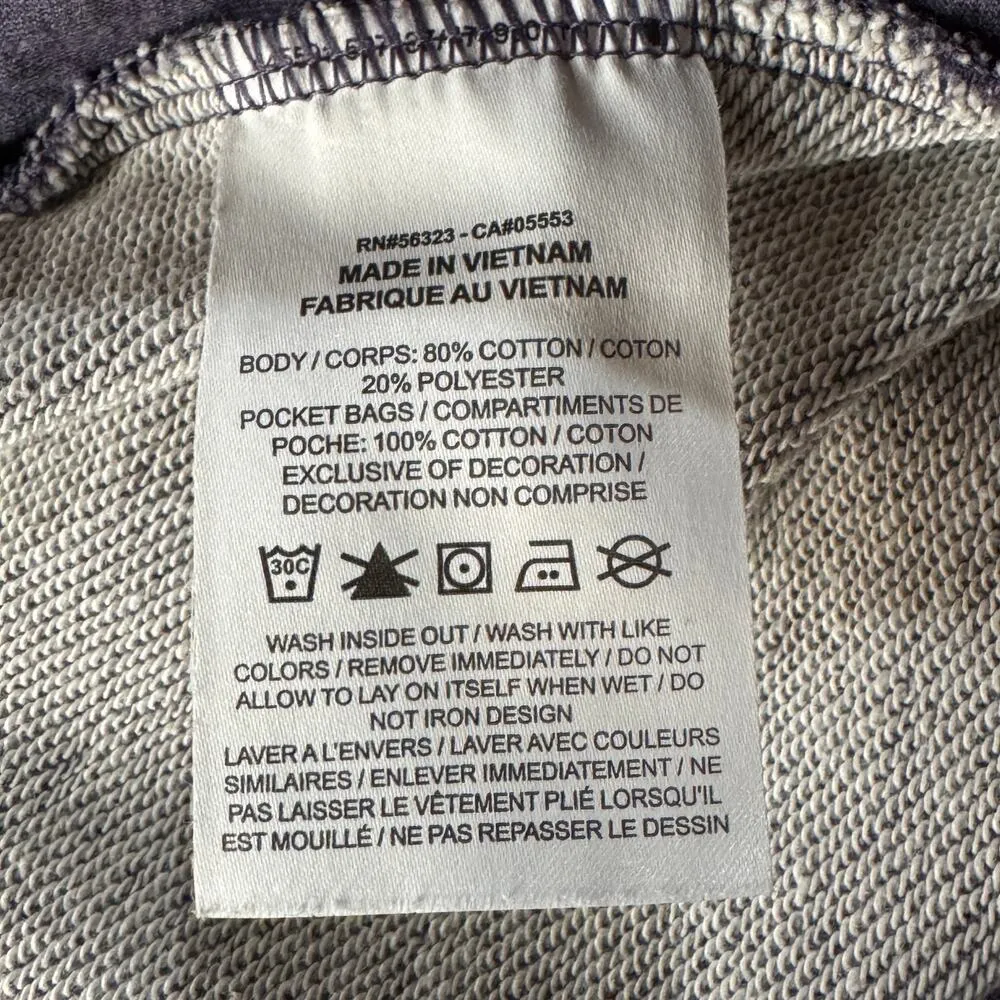 RN#56323 - CA#05553
MADE IN VIETNAM
FABRIQUE AU VIETNAM
BODY / CORPS: 80% COTTON / COTON
20% POLYESTER
POCKET BAGS / COMPARTIMENTS DE
POCHE: 100% COTTON / COTON
EXCLUSIVE OF DECORATION /
DECORATION NON COMPRISE
30C
WASH INSIDE OUT / WASH WITH LIKE
COLORS / REMOVE IMMEDIATELY / DO NOT
ALLOW TO LAY ON ITSELF WHEN WET / DO
NOT IRON DESIGN
LAVER A L'ENVERS / LAVER AVEC COULEURS
SIMILAIRES / ENLEVER IMMEDIATEMENT / NE
PAS LAISSER LE VÊTEMENT PLIÉ LORSQU'IL
EST MOUILLÉ / NE PAS REPASSER LE DESSIN